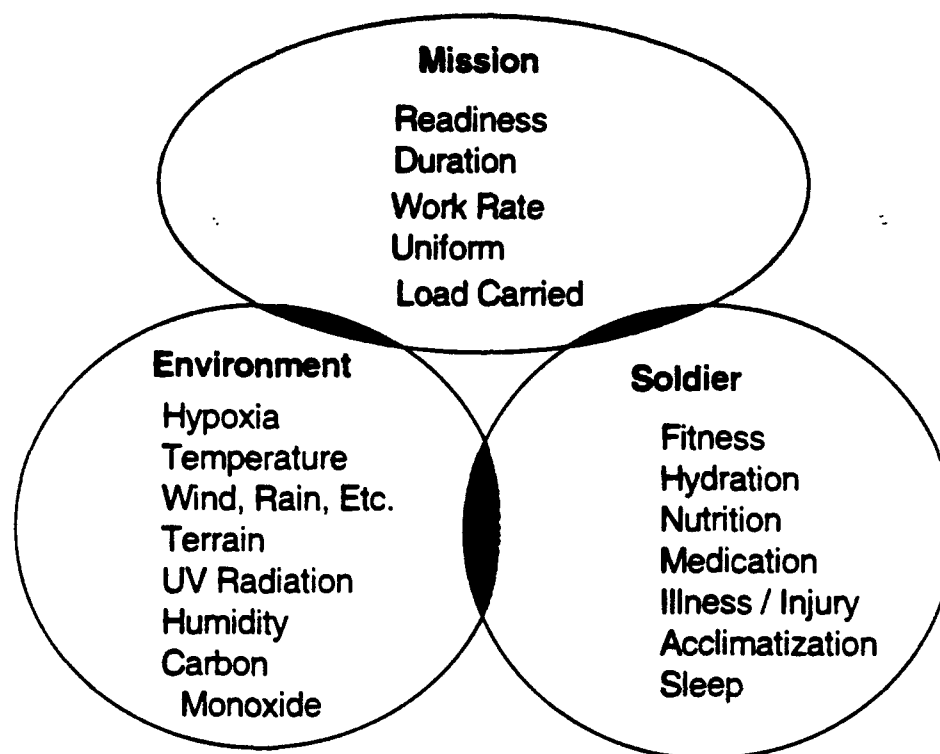 Mission
Readiness
Duration
Work Rate
Uniform
Load Carried
Environment
Hypoxia
Temperature
Wind, Rain, Etc.
Terrain
UV Radiation
Humidity
Carbon
Monoxide
Soldier
Fitness
Hydration
Nutrition
Medication
Illness / Injury
Acclimatization
Sleep